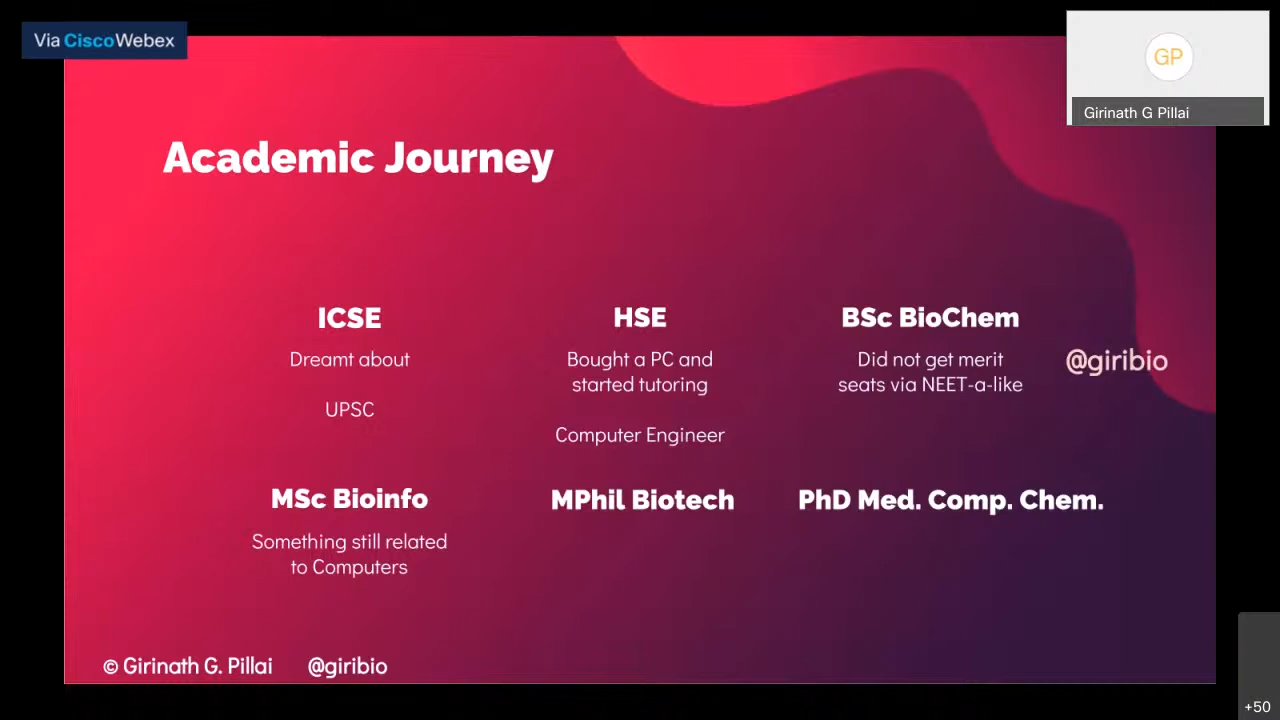 Via CiscoWebex
GP
Girinath G Pillai
Academic Journey
ICSE
Dreamt about
UPSC
HSE
Bought a PC and
started tutoring
Computer Engineer
BSc BioChem
Did not get merit
seats via NEET-a-like
@giribio
MSc Bioinfo
Something still related
to Computers
MPhil Biotech
PhD Med. Comp. Chem.
© Girinath G. Pillai @giribio
+50